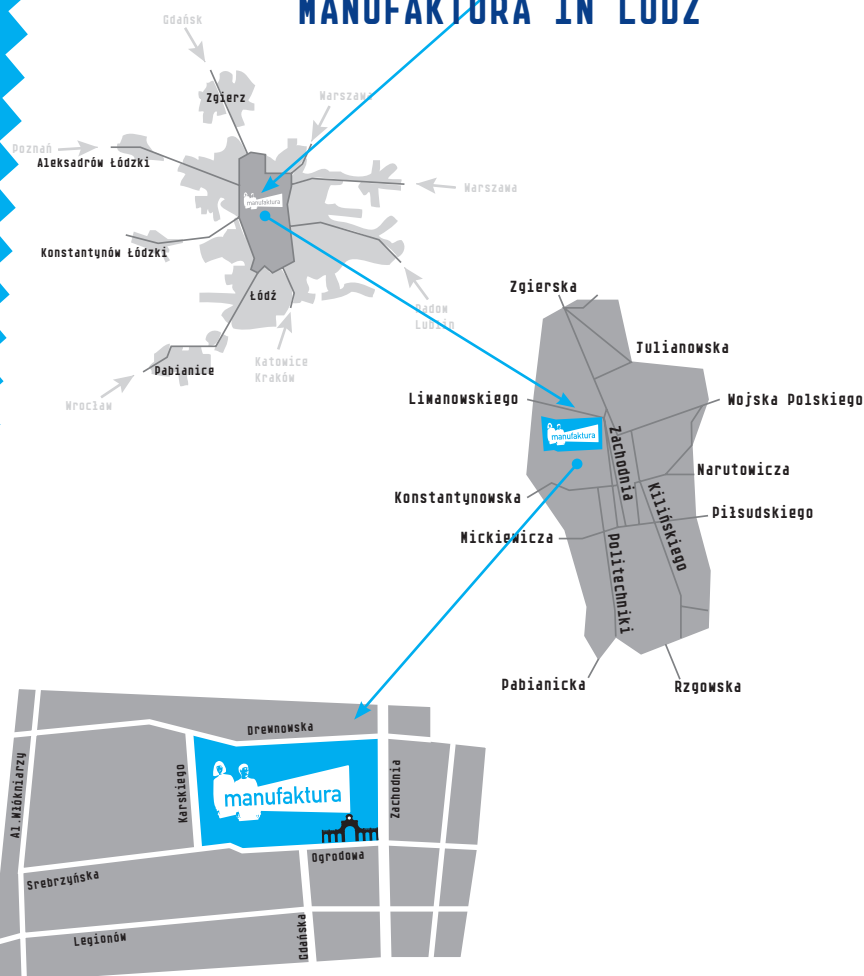 MANUFAKTURA IN LODZ
Gdańsk
Zgierz
Warszawa
Poznań
Aleksadrów Łódzki
Warszawa
manufaktura
Konstantynów Łódzki
Łódź
Radom
Lublin
Katowice
Kraków
Pabianice
Wrocław
Zgierska
Julianowska
Limanowskiego
Wojska Polskiego
manufaktura
Zachodnia
Narutowicza
Konstantynowska
Kilińskiego
Piłsudskiego
Mickiewicza
Politechniki
Pabianicka
Rzgowska
Drewnowska
Al.Włókniarzy
Karskiego
manufaktura
Zachodnia
Ogrodowa
Srebrzyńska
Legionów
Gdańska